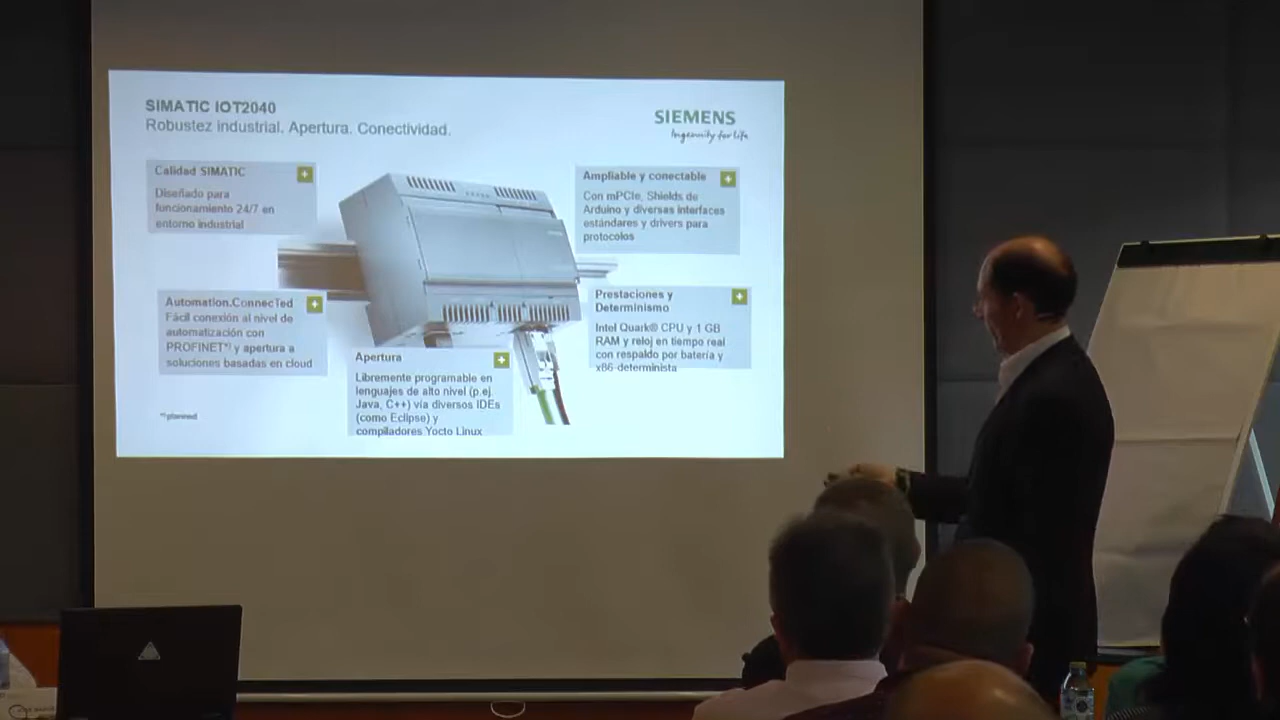 SIMATIC IOT2040
Robustez industrial. Apertura. Conectividad.
SIEMENS
Ingenuity for life
Calidad SIMATIC
Diseñado para
funcionamiento 24/7 en
entorno industrial
Ampliable y conectable
Con mPCIe, Shields de
Arduino y diversas interfaces
estándares y drivers para
protocolos
Automation.ConnecTed
Fácil conexión al nivel de
automatización con
PROFINET*) y apertura a
soluciones basadas en cloud
Prestaciones y
Determinismo
Intel Quark® CPU y 1 GB
RAM y reloj en tiempo real
con respaldo por batería y
x86-determinista
Apertura
Libremente programable en
lenguajes de alto nivel (p.ej.
Java, C++) vía diversos IDEs
(como Eclipse) y
compiladores Yocto Linux
*) planned